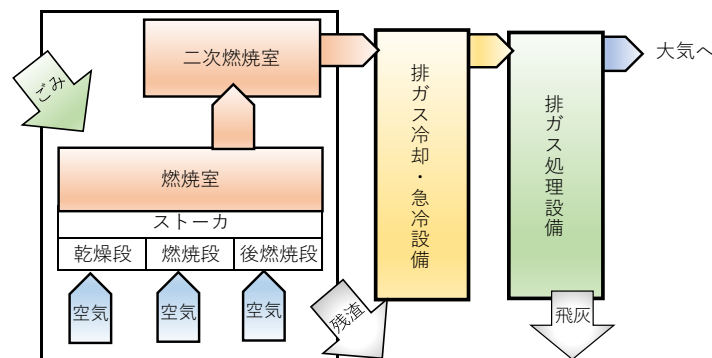 ごみ
二次燃焼室
燃焼室
ストーカ
乾燥段
燃焼段
後燃焼段
空気
空気
空気
残渣
排ガス冷却・急冷設備
排ガス処理設備
大気へ
飛灰